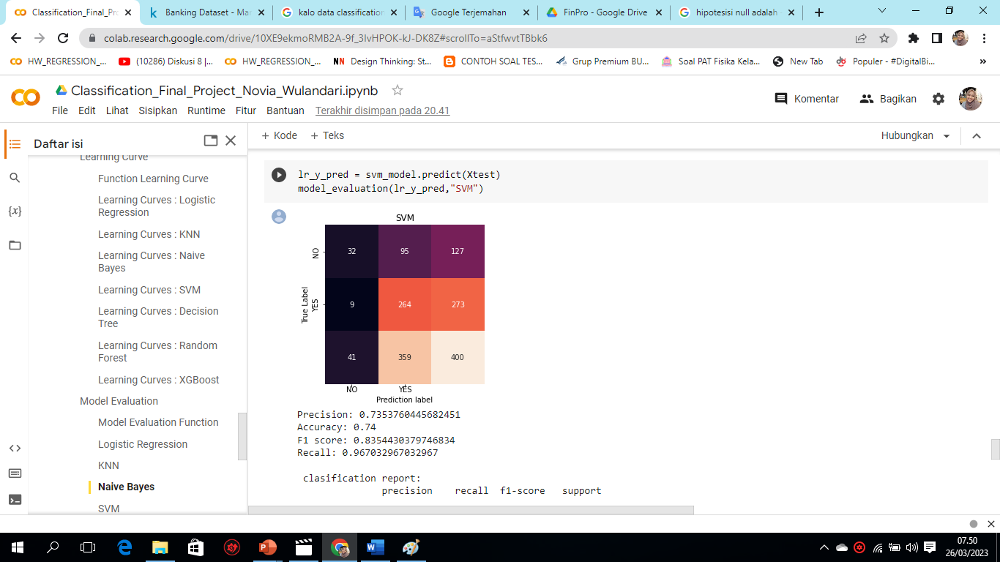 Classification_Final_Pro
Banking Dataset - Mar
kalo data classification
Google Terjemahan
FinPro - Google Drive
hipotesisi null adalah -
colab.research.google.com/drive/10XE9ekmoRMB2A-9f_3IvHPOK-kJ-DK8Z#scrollTo=aStfwvtTBbk6
HW_REGRESSION_...
(10286) Diskusi 8 |...
HW_REGRESSION_...
NN Design Thinking: St...
CONTOH SOAL TES...
Grup Premium BU...
Soal PAT Fisika Kela...
New Tab
Populer - #DigitalBi...
Classification_Final_Project_Novia_Wulandari.ipynb
Komentar
Bagikan
File Edit Lihat Sisipkan Runtime Fitur Bantuan Terakhir disimpan pada 20.41
Daftar isi
+ Kode + Teks
Hubungkan
Learning Curve
Function Learning Curve
Learning Curves : Logistic
Regression
Learning Curves : KNN
Learning Curves : Naive
Bayes
Learning Curves : SVM
Learning Curves : Decision
Tree
Learning Curves : Random
Forest
Learning Curves : XGBoost
Model Evaluation
Model Evaluation Function
Logistic Regression
KNN
Naive Bayes
SVM
lr_y_pred = svm_model.predict(Xtest)
model_evaluation(lr_y_pred,"SVM")
SVM
NO
32 95 127
True Label
YES
9 264 273
41 359 400
NO YES
Prediction label
Precision: 0.7353760445682451
Accuracy: 0.74
F1 score: 0.8354430379746834
Recall: 0.967032967032967
clasification report:
precision recall f1-score support
07.50
26/03/2023